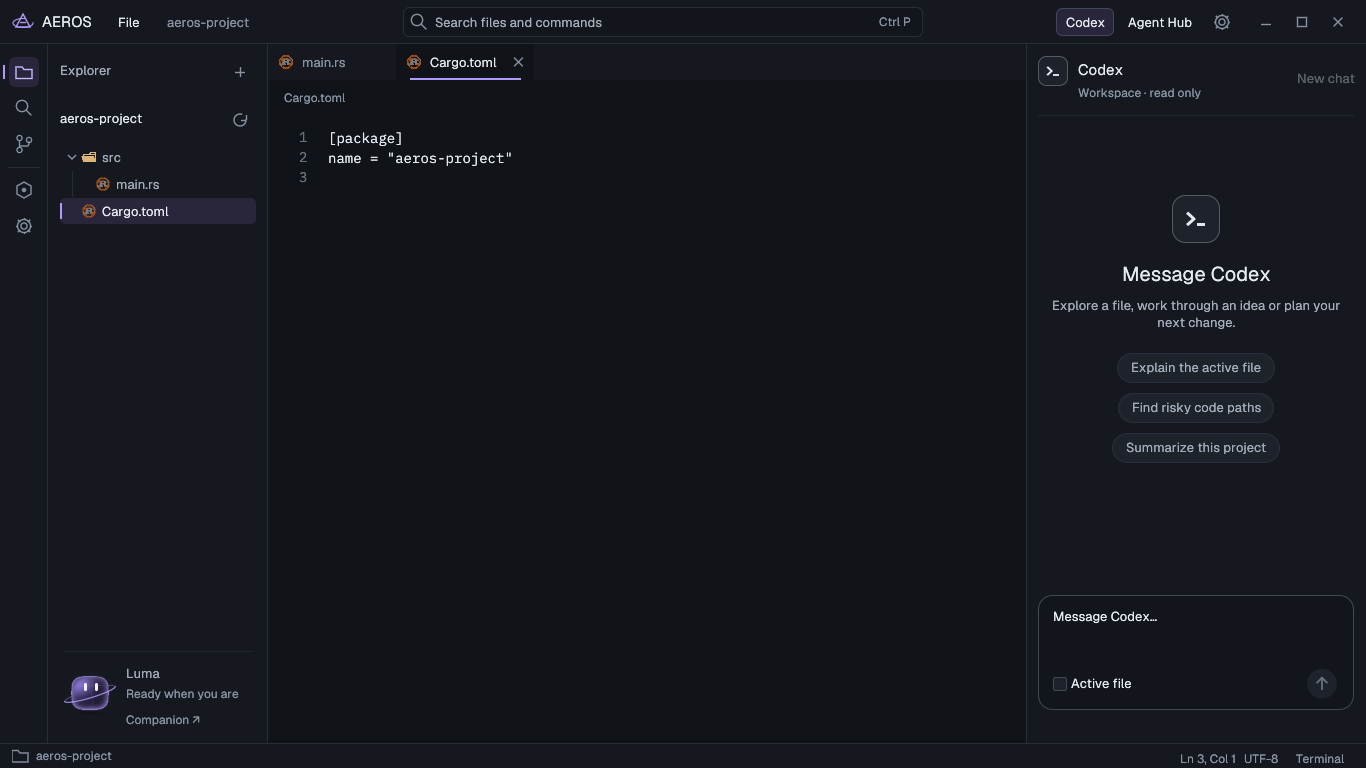 AEROS File aeros-project Search files and commands Ctrl P Codex Agent Hub
Explorer
aeros-project
src
main.rs
Cargo.toml
Luma
Ready when you are
Companion ↗
main.rs Cargo.toml
Cargo.toml
1 [package]
2 name = "aeros-project"
3
Codex
Workspace · read only
New chat
Message Codex
Explore a file, work through an idea or plan your
next change.
Explain the active file
Find risky code paths
Summarize this project
Message Codex…
Active file
aeros-project Ln 3, Col 1 UTF-8 Terminal